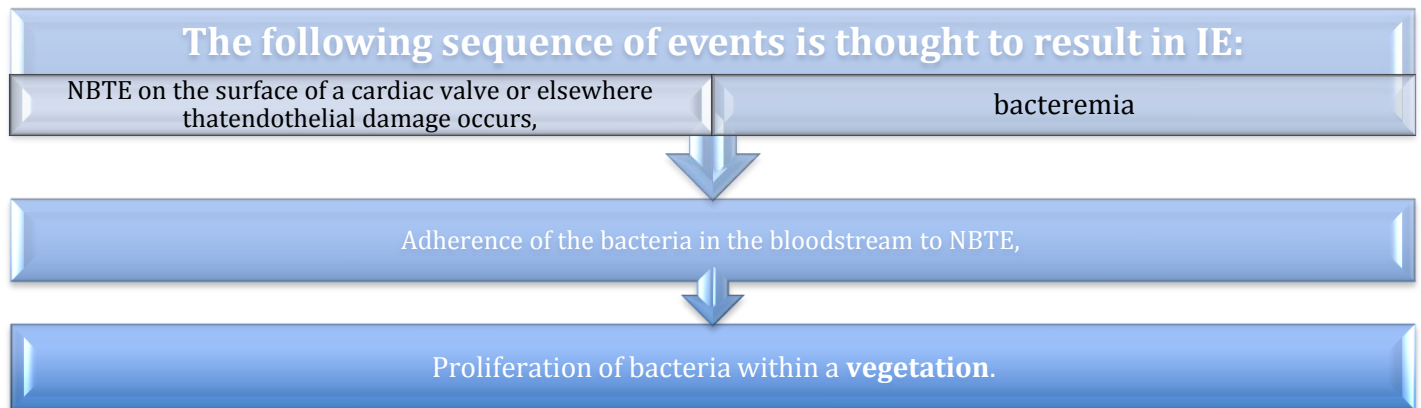 The following sequence of events is thought to result in IE:
NBTE on the surface of a cardiac valve or elsewhere
thatendothelial damage occurs,
bacteremia
Adherence of the bacteria in the bloodstream to NBTE,
Proliferation of bacteria within a vegetation.